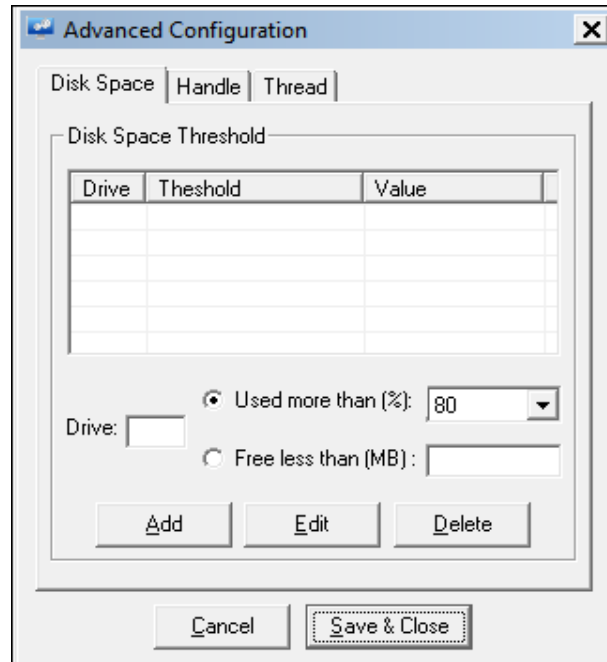 Advanced Configuration
Disk Space Handle Thread
Disk Space Threshold
Drive Theshold Value
Used more than (%): 80
Drive:
Free less than (MB) :
Add Edit Delete
Cancel Save & Close